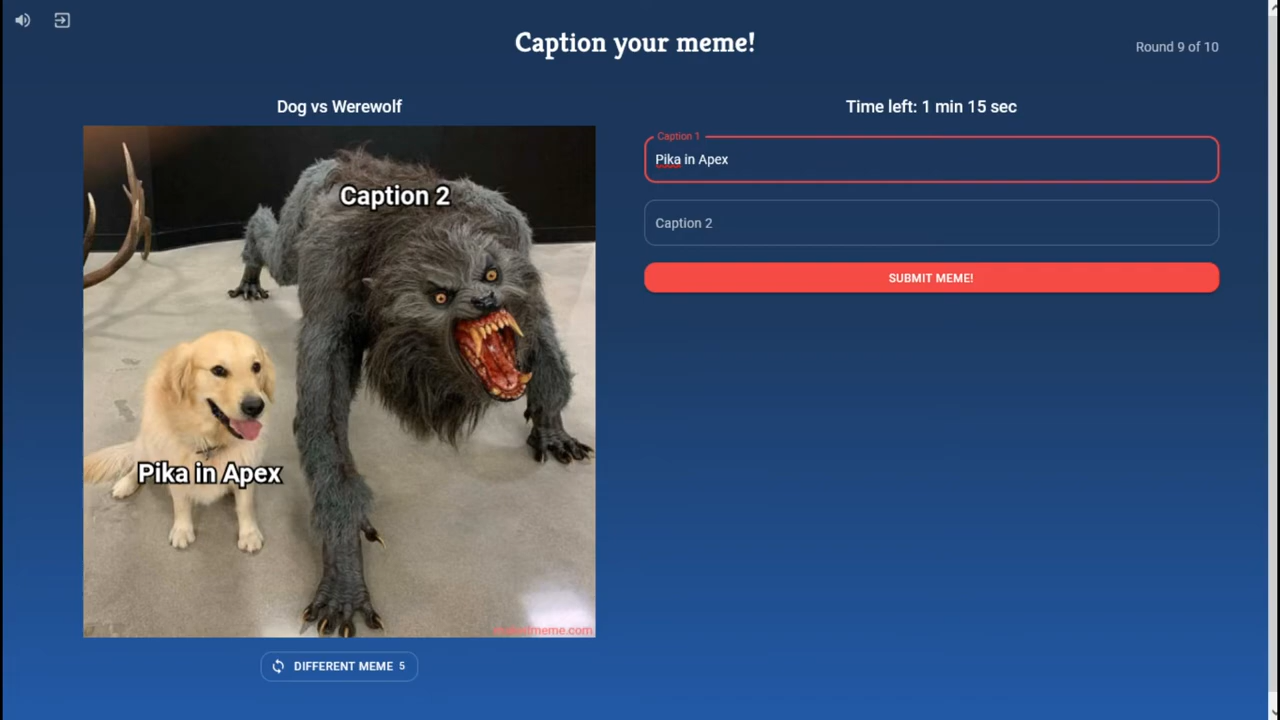 Caption your meme!
Round 9 of 10
Dog vs Werewolf
Caption 2
Pika in Apex
DIFFERENT MEME 5
Time left: 1 min 15 sec
Caption 1
Pika in Apex
Caption 2
SUBMIT MEME!